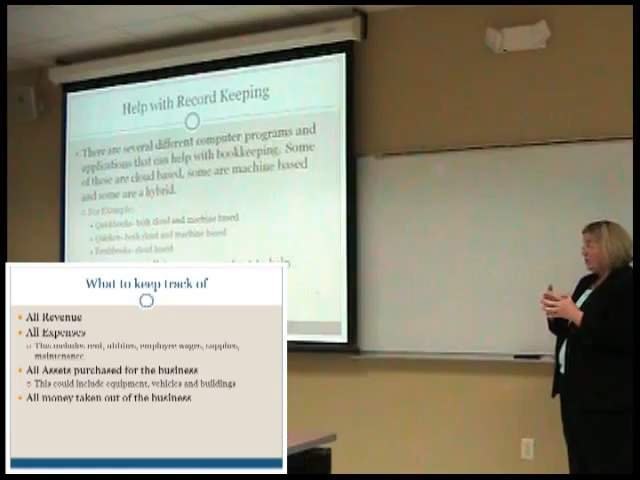 Help with Record Keeping
There are several different computer programs and
applications that can help with bookkeeping. Some
of these are cloud based, some are machine based
and some are a hybrid.
For Example:
Quickbooks- both cloud and machine based
Quicken- both cloud and machine based
Freshbooks- cloud based
What to keep track of
All Revenue
All Expenses
This includes: rent, utilities, employee wages, supplies,
maintenance.
All Assets purchased for the business
This could include equipment, vehicles and buildings
All money taken out of the business